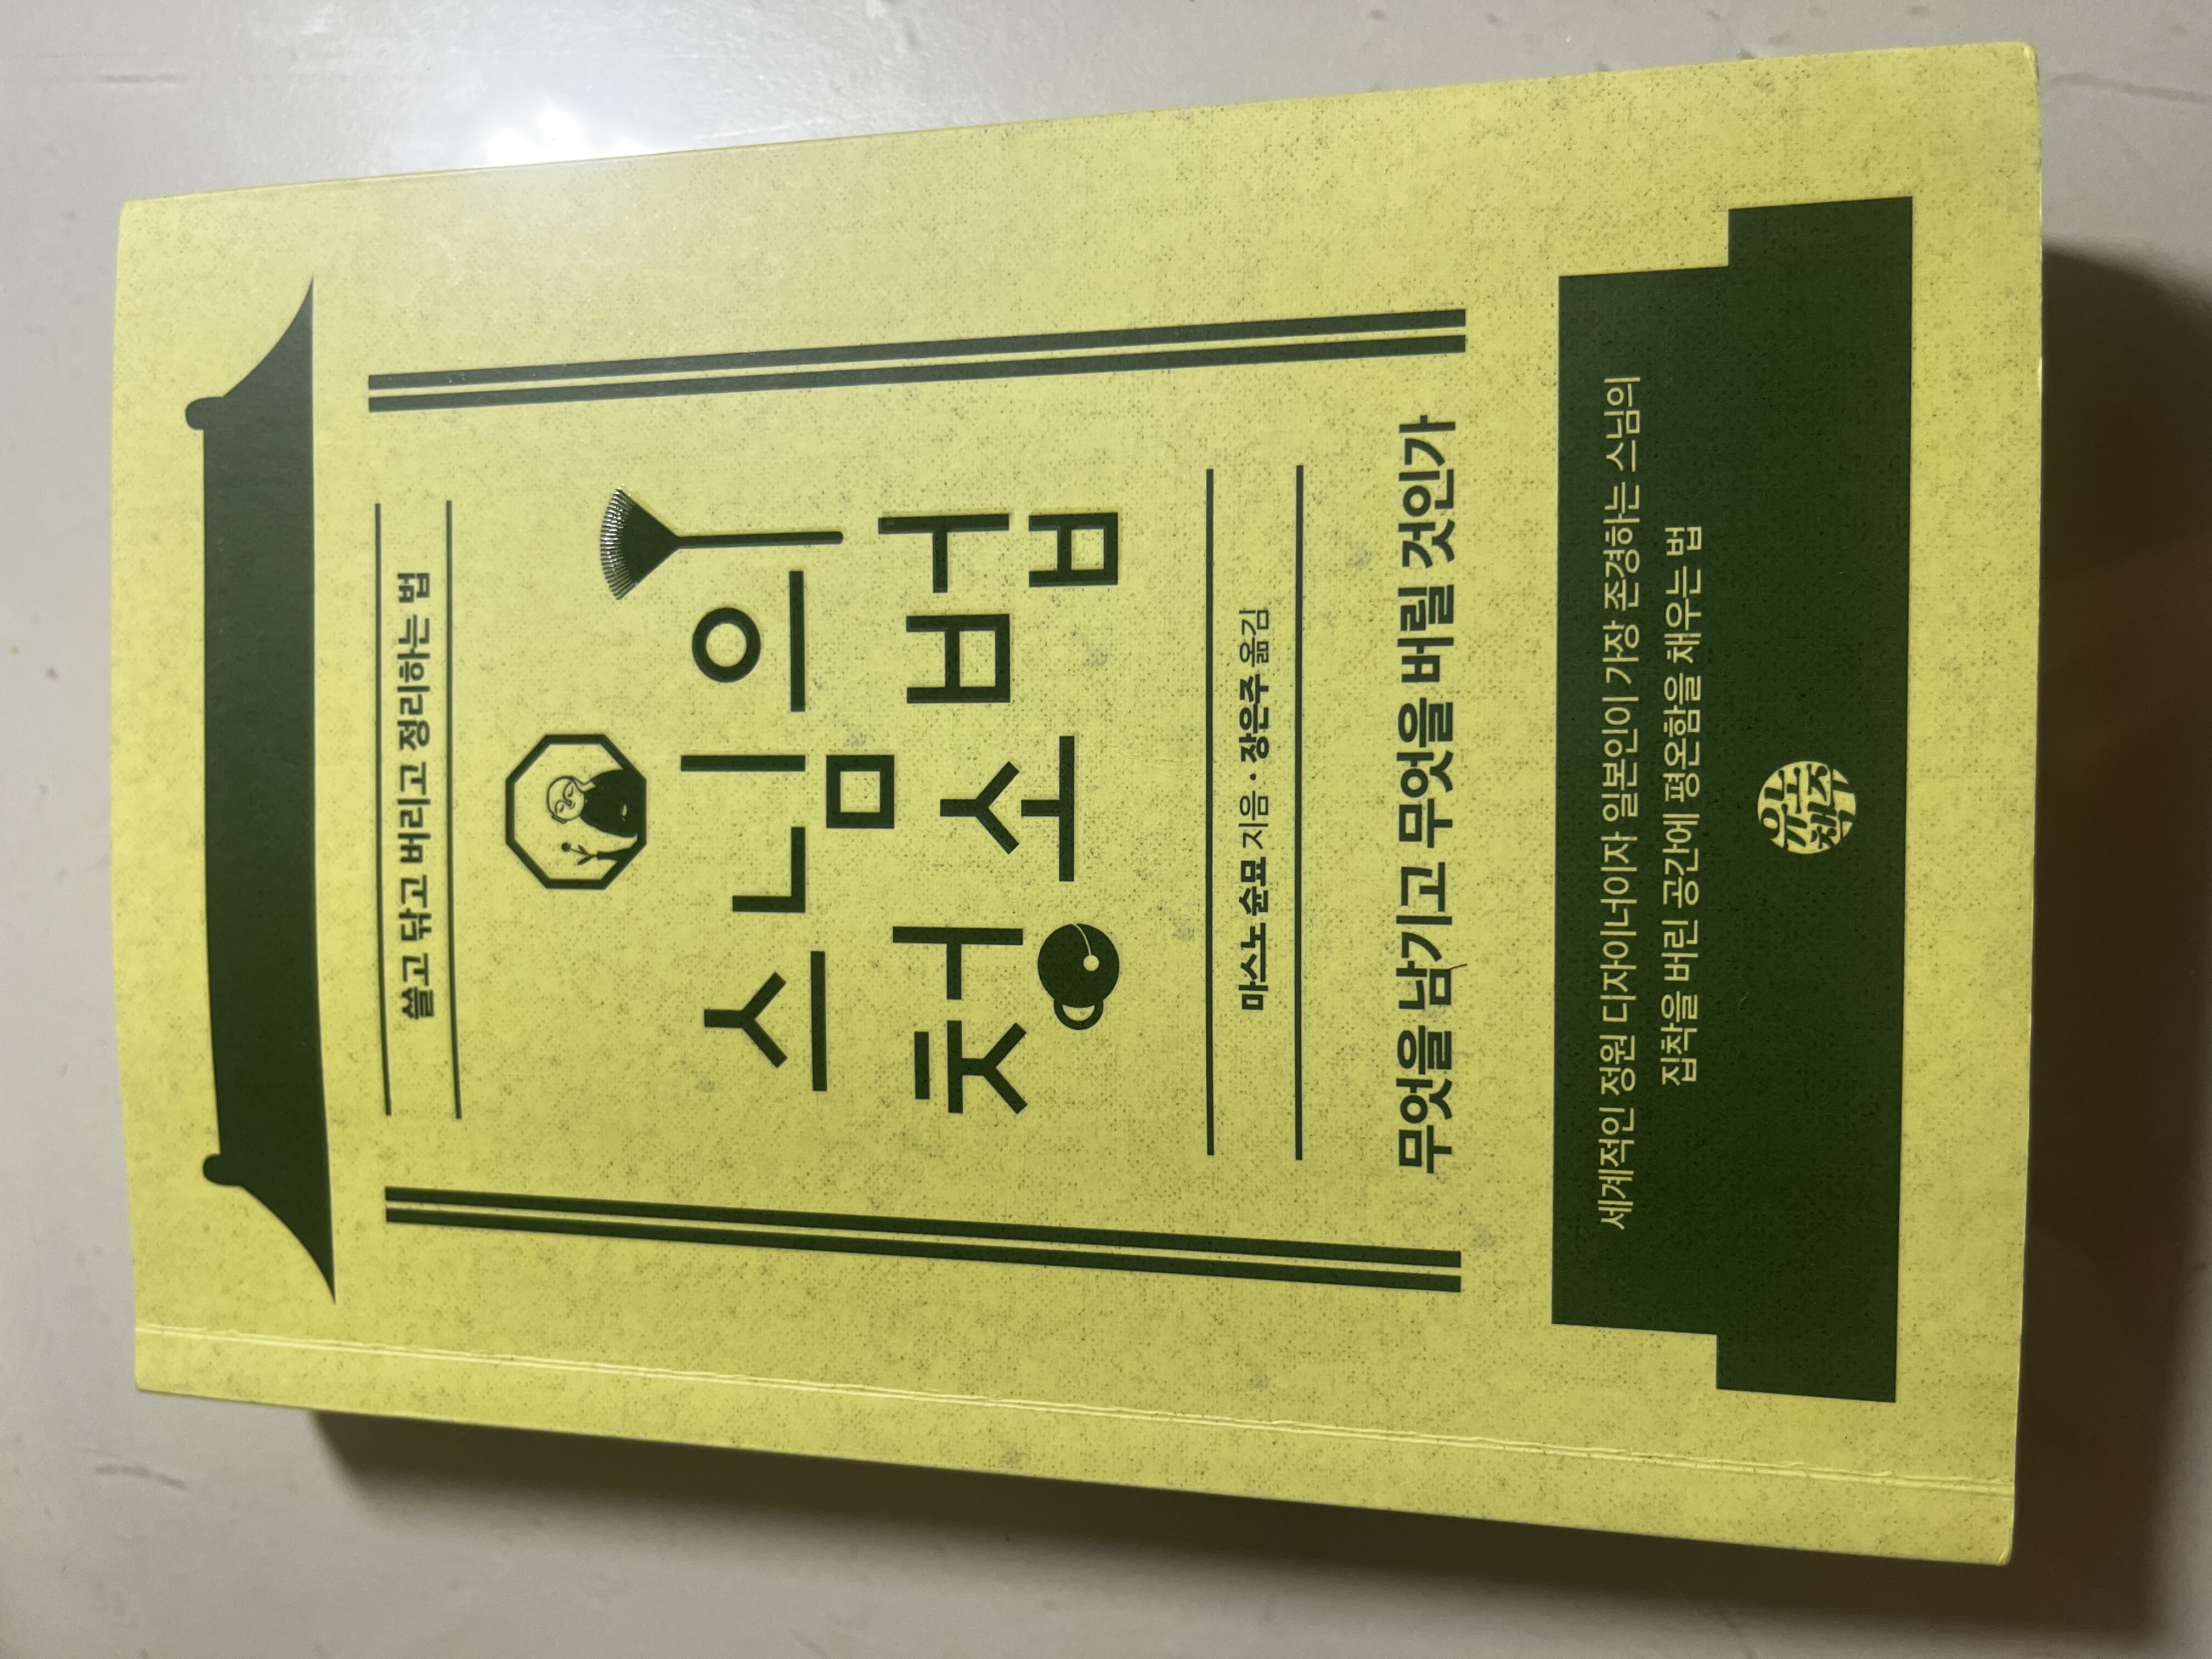 쓸고 닦고 버리고 정리하는 법
스님의
청소법
마스노 슌묘 지음 · 장은주 옮김
무엇을 남기고 무엇을 버릴 것인가
세계적인 정원 디자이너이자 일본인이 가장 존경하는 스님의
집착을 버린 공간에 평온함을 채우는 법